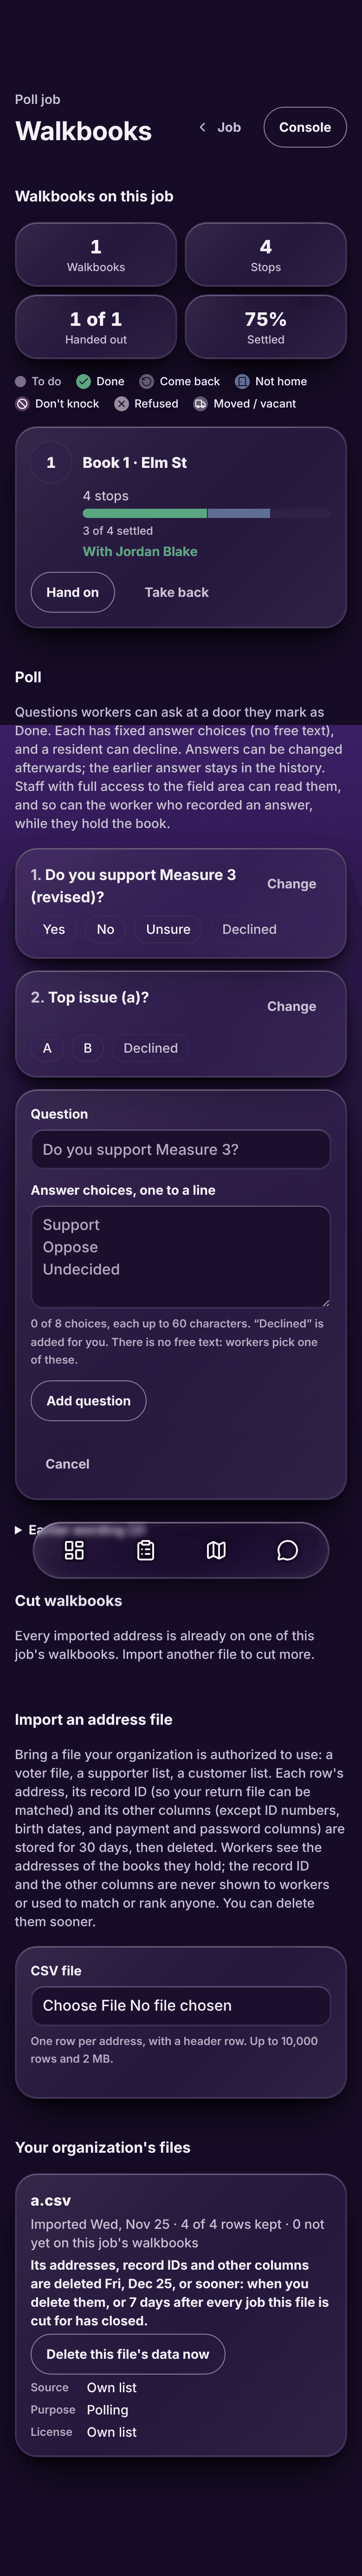 Poll job
Walkbooks
Job
Console
Walkbooks on this job
1
Walkbooks
4
Stops
1 of 1
Handed out
75%
Settled
To do
Done
Come back
Not home
Don't knock
Refused
Moved / vacant
1
Book 1 · Elm St
4 stops
3 of 4 settled
With Jordan Blake
Hand on
Take back
Poll
Questions workers can ask at a door they mark as
Done. Each has fixed answer choices (no free text),
and a resident can decline. Answers can be changed
afterwards; the earlier answer stays in the history.
Staff with full access to the field area can read them,
and so can the worker who recorded an answer,
while they hold the book.
1. Do you support Measure 3
(revised)?
Change
Yes
No
Unsure
Declined
2. Top issue (a)?
Change
A
B
Declined
Question
Do you support Measure 3?
Answer choices, one to a line
Support
Oppose
Undecided
0 of 8 choices, each up to 60 characters. “Declined” is
added for you. There is no free text: workers pick one
of these.
Add question
Cancel
Cut walkbooks
Every imported address is already on one of this
job's walkbooks. Import another file to cut more.
Import an address file
Bring a file your organization is authorized to use: a
voter file, a supporter list, a customer list. Each row's
address, its record ID (so your return file can be
matched) and its other columns (except ID numbers,
birth dates, and payment and password columns) are
stored for 30 days, then deleted. Workers see the
addresses of the books they hold; the record ID
and the other columns are never shown to workers
or used to match or rank anyone. You can delete
them sooner.
CSV file
Choose File No file chosen
One row per address, with a header row. Up to 10,000
rows and 2 MB.
Your organization's files
a.csv
Imported Wed, Nov 25 · 4 of 4 rows kept · 0 not
yet on this job's walkbooks
Its addresses, record IDs and other columns
are deleted Fri, Dec 25, or sooner: when you
delete them, or 7 days after every job this file is
cut for has closed.
Delete this file's data now
Source
Own list
Purpose
Polling
License
Own list